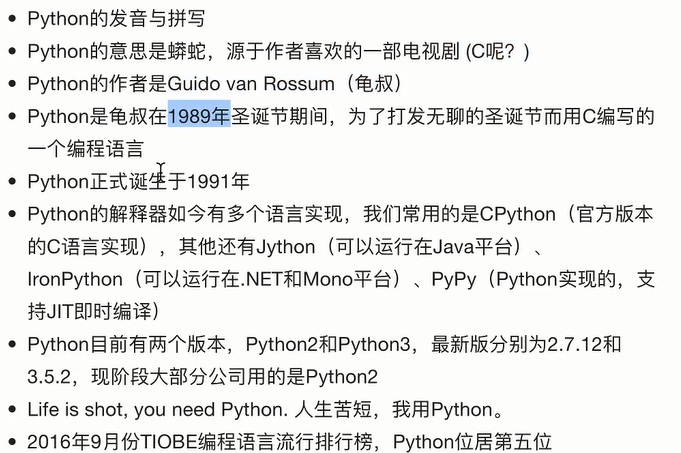 • Python的发音与拼写
• Python的意思是蟒蛇，源于作者喜欢的一部电视剧 (C呢？)
• Python的作者是Guido van Rossum（龟叔）
• Python是龟叔在1989年圣诞节期间，为了打发无聊的圣诞节而用C编写的
一个编程语言
• Python正式诞生于1991年
• Python的解释器如今有多个语言实现，我们常用的是CPython（官方版本
的C语言实现），其他还有Jython（可以运行在Java平台）、
IronPython（可以运行在.NET和Mono平台）、PyPy（Python实现的，支
持JIT即时编译）
• Python目前有两个版本，Python2和Python3，最新版分别为2.7.12和
3.5.2，现阶段大部分公司用的是Python2
• Life is shot, you need Python. 人生苦短，我用Python。
• 2016年9月份TIOBE编程语言流行排行榜，Python位居第五位